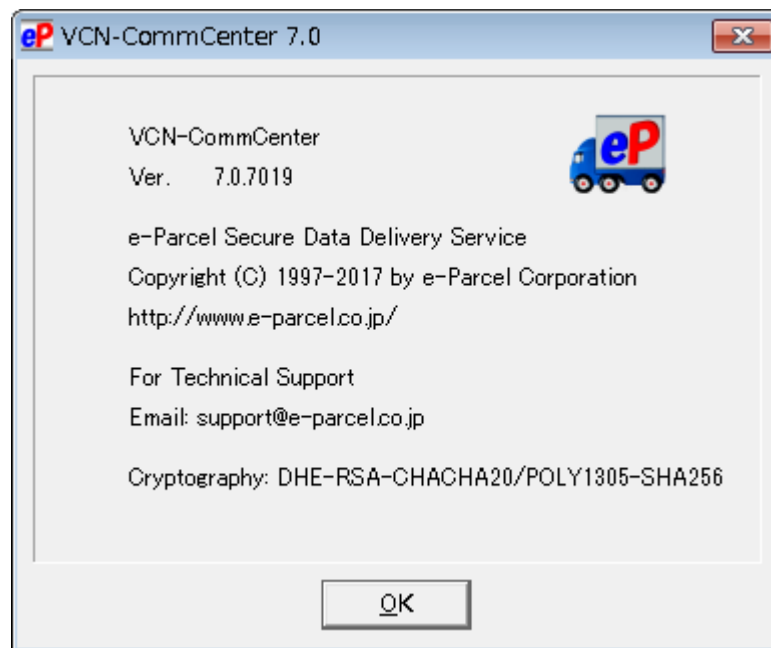 eP VCN-CommCenter 7.0
VCN-CommCenter
Ver. 7.0.7019
eP
e-Parcel Secure Data Delivery Service
Copyright (C) 1997-2017 by e-Parcel Corporation
http://www.e-parcel.co.jp/
For Technical Support
Email: support@e-parcel.co.jp
Cryptography: DHE-RSA-CHACHA20/POLY1305-SHA256
OK